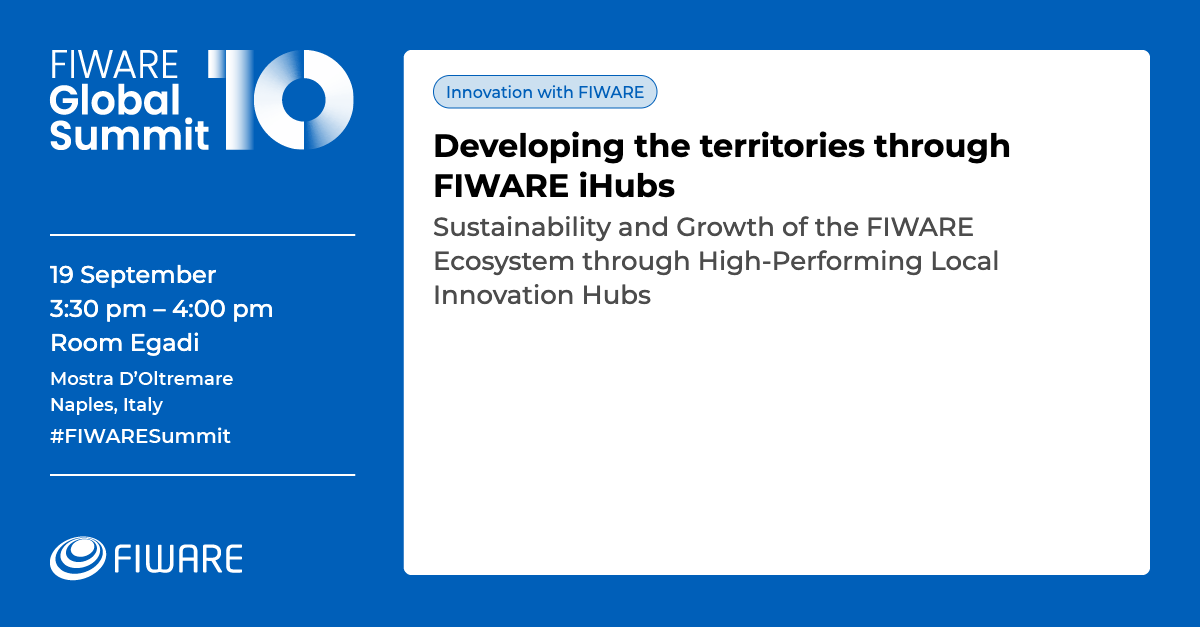 FIWARE
Global
Summit
10
19 September
3:30 pm – 4:00 pm
Room Egadi
Mostra D’Oltremare
Naples, Italy
#FIWARESummit
FIWARE
Innovation with FIWARE
Developing the territories through
FIWARE iHubs
Sustainability and Growth of the FIWARE
Ecosystem through High-Performing Local
Innovation Hubs